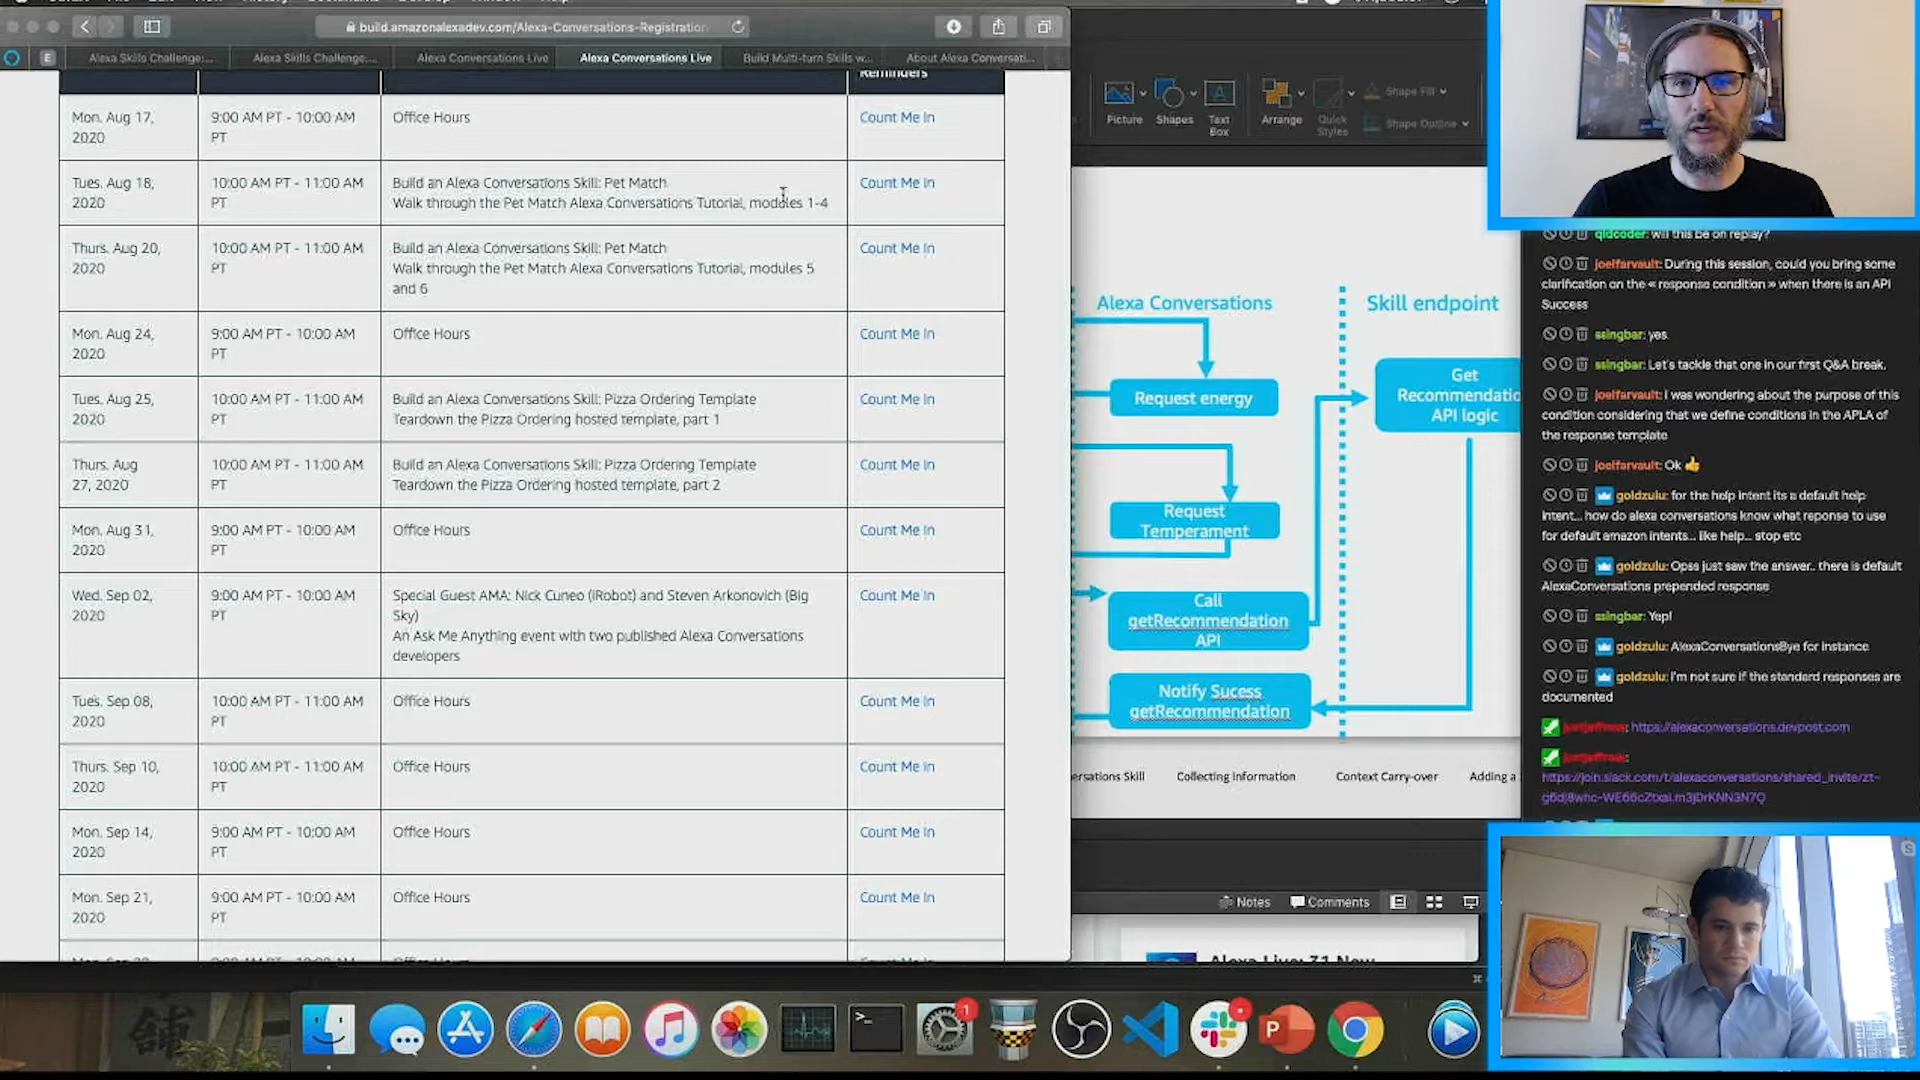 build.amazonalexadev.com/Alexa-Conversations-Registration
E
Alexa Skills Challenge:...
Alexa Skills Challenge:...
Alexa Conversations Live
Alexa Conversations Live
Build Multi-turn Skills w...
About Alexa Conversati...
Reminders
Mon. Aug 17,
2020
9:00 AM PT - 10:00 AM
PT
Office Hours
Count Me In
Tues. Aug 18,
2020
10:00 AM PT - 11:00 AM
PT
Build an Alexa Conversations Skill: Pet Match
Walk through the Pet Match Alexa Conversations Tutorial, modules 1-4
Count Me In
Thurs. Aug 20,
2020
10:00 AM PT - 11:00 AM
PT
Build an Alexa Conversations Skill: Pet Match
Walk through the Pet Match Alexa Conversations Tutorial, modules 5
and 6
Count Me In
Mon. Aug 24,
2020
9:00 AM PT - 10:00 AM
PT
Office Hours
Count Me In
Tues. Aug 25,
2020
10:00 AM PT - 11:00 AM
PT
Build an Alexa Conversations Skill: Pizza Ordering Template
Teardown the Pizza Ordering hosted template, part 1
Count Me In
Thurs. Aug
27, 2020
10:00 AM PT - 11:00 AM
PT
Build an Alexa Conversations Skill: Pizza Ordering Template
Teardown the Pizza Ordering hosted template, part 2
Count Me In
Mon. Aug 31,
2020
9:00 AM PT - 10:00 AM
PT
Office Hours
Count Me In
Wed. Sep 02,
2020
9:00 AM PT - 10:00 AM
PT
Special Guest AMA: Nick Cuneo (iRobot) and Steven Arkonovich (Big
Sky)
An Ask Me Anything event with two published Alexa Conversations
developers
Count Me In
Tues. Sep 08,
2020
10:00 AM PT - 11:00 AM
PT
Office Hours
Count Me In
Thurs. Sep 10,
2020
10:00 AM PT - 11:00 AM
PT
Office Hours
Count Me In
Mon. Sep 14,
2020
9:00 AM PT - 10:00 AM
PT
Office Hours
Count Me In
Mon. Sep 21,
2020
9:00 AM PT - 10:00 AM
PT
Office Hours
Count Me In
Picture
Shapes
Text
Box
Arrange
Quick
Styles
Shape Fill
Shape Outline
Alexa Conversations
Skill endpoint
Request energy
Get
Recommendatio
API logic
Request
Temperament
Call
getRecommendation
API
Notify Sucess
getRecommendation
ersations Skill
Collecting Information
Context Carry-over
Adding a
Notes
Comments
Alexa Live: 31 New
qldcoder: will this be on replay?
joelfarvault: During this session, could you bring some
clarification on the « response condition » when there is an API
Success
ssingbar: yes.
ssingbar: Let's tackle that one in our first Q&A break.
joelfarvault: I was wondering about the purpose of this
condition considering that we define conditions in the APLA of
the response template
joelfarvault: Ok 👍
goldzulu: for the help intent its a default help
intent... how do alexa conversations know what reponse to use
for default amazon intents... like help... stop etc
goldzulu: Opss just saw the answer.. there is default
AlexaConversations prepended response
ssingbar: Yep!
goldzulu: AlexaConversationsBye for instance
goldzulu: I'm not sure if the standard responses are
documented
https://alexaconversations.devpost.com
1
P
S
舗